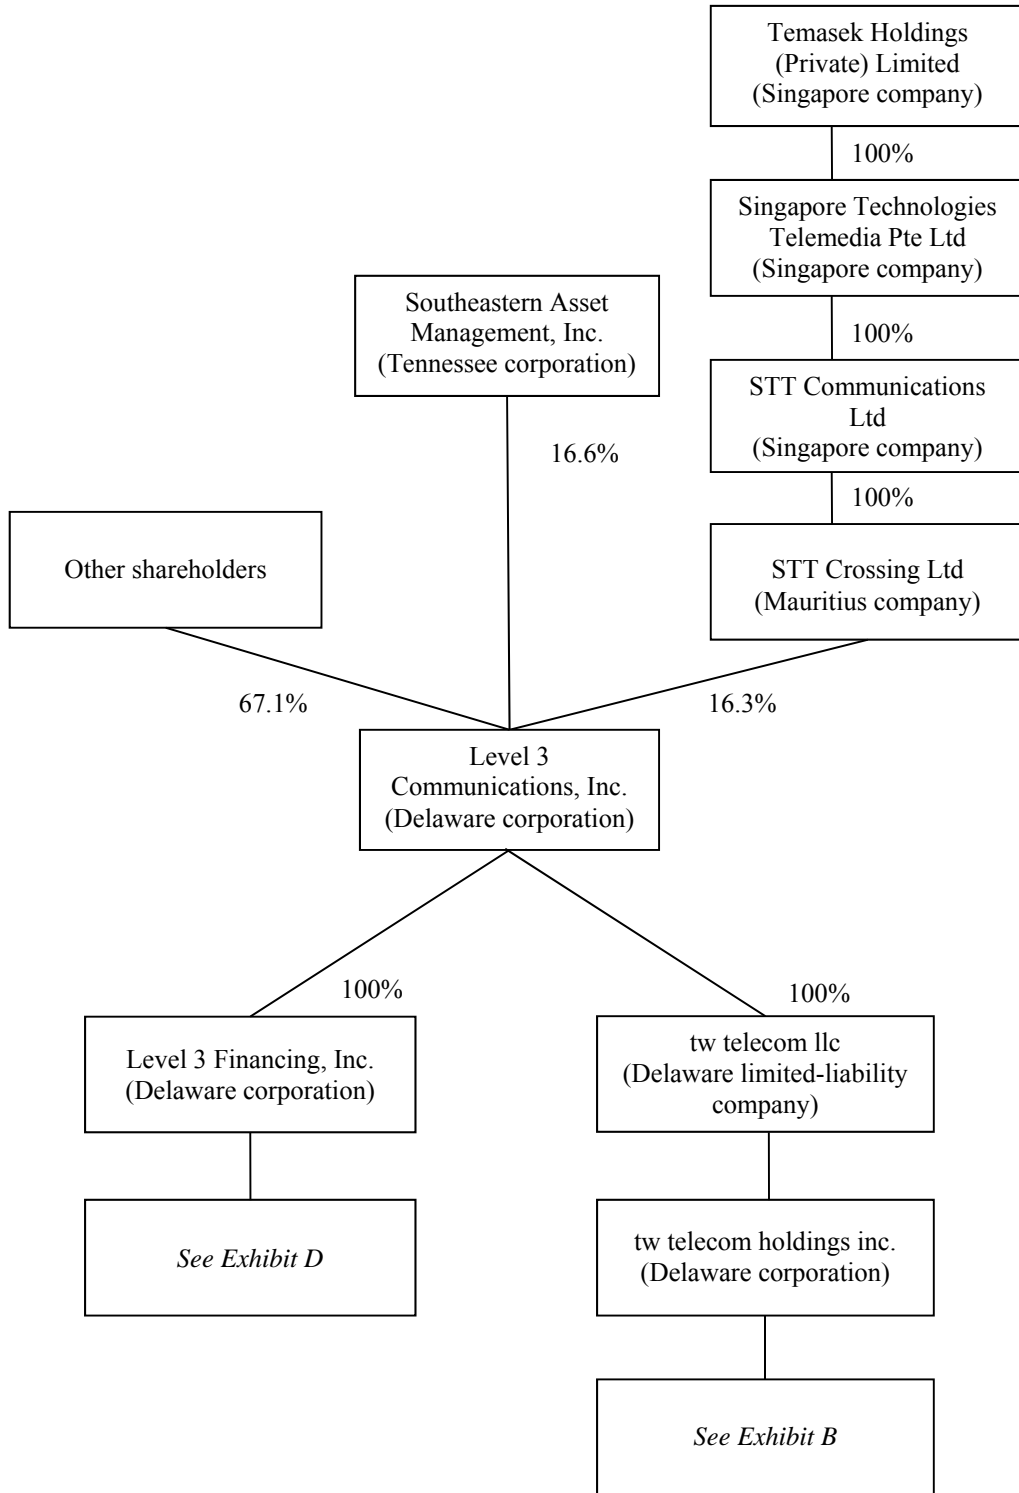 Temasek Holdings
(Private) Limited
(Singapore company)
100%
Singapore Technologies
Telemedia Pte Ltd
(Singapore company)
100%
Southeastern Asset
Management, Inc.
(Tennessee corporation)
STT Communications
Ltd
(Singapore company)
16.6%
100%
Other shareholders
STT Crossing Ltd
(Mauritius company)
67.1%
16.3%
Level 3
Communications, Inc.
(Delaware corporation)
100%
100%
Level 3 Financing, Inc.
(Delaware corporation)
tw telecom llc
(Delaware limited-liability
company)
See Exhibit D
tw telecom holdings inc.
(Delaware corporation)
See Exhibit B